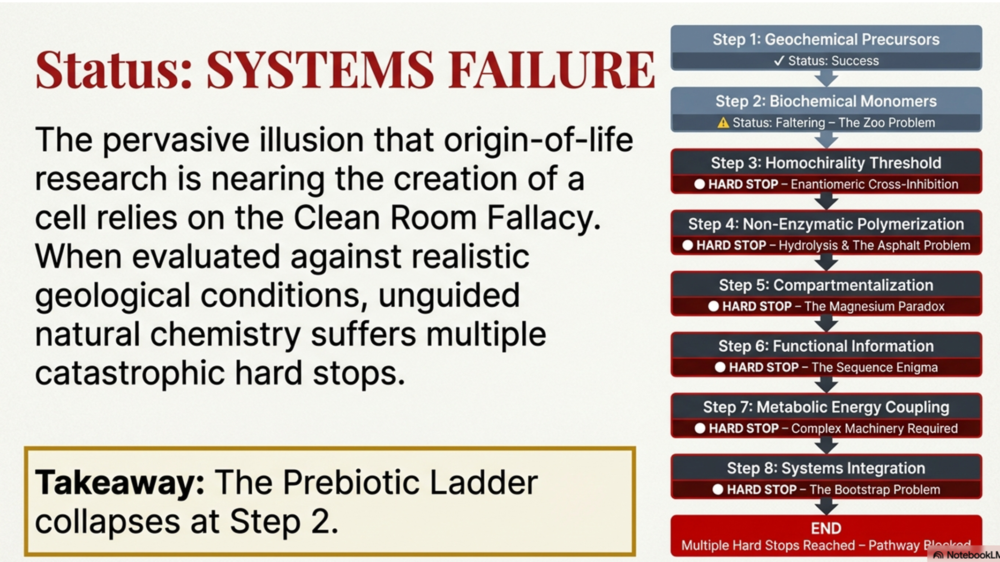 Status: SYSTEMS FAILURE
The pervasive illusion that origin-of-life
research is nearing the creation of a
cell relies on the Clean Room Fallacy.
When evaluated against realistic
geological conditions, unguided
natural chemistry suffers multiple
catastrophic hard stops.
Takeaway: The Prebiotic Ladder
collapses at Step 2.
Step 1: Geochemical Precursors
✓ Status: Success
Step 2: Biochemical Monomers
⚠ Status: Faltering – The Zoo Problem
Step 3: Homochirality Threshold
HARD STOP – Enantiomeric Cross-Inhibition
Step 4: Non-Enzymatic Polymerization
HARD STOP – Hydrolysis & The Asphalt Problem
Step 5: Compartmentalization
HARD STOP – The Magnesium Paradox
Step 6: Functional Information
HARD STOP – The Sequence Enigma
Step 7: Metabolic Energy Coupling
HARD STOP – Complex Machinery Required
Step 8: Systems Integration
HARD STOP – The Bootstrap Problem
END
Multiple Hard Stops Reached – Pathway Blocked
NotebookLM